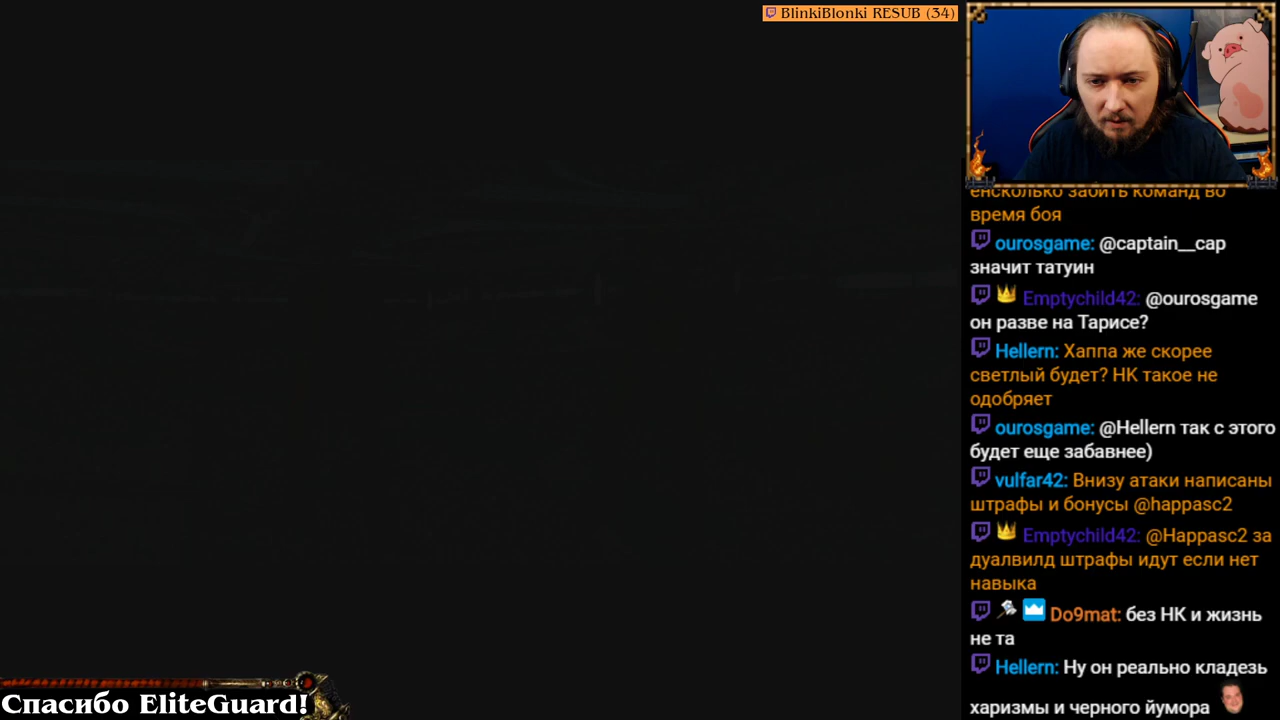 BlinkiBlonki RESUB (34)
енсколько забить команд во
время боя
ourosgame: @captain__cap
значит татуин
Emptychild42: @ourosgame
он разве на Тарисе?
Hellern: Хаппа же скорее
светлый будет? НК такое не
одобряет
ourosgame: @Hellern так с этого
будет еще забавнее)
vulfar42: Внизу атаки написаны
штрафы и бонусы @happasc2
Emptychild42: @Happasc2 за
дуалвилд штрафы идут если нет
навыка
Do9mat: без НК и жизнь
не та
Hellern: Ну он реально кладезь
харизмы и черного йумора
Спасибо EliteGuard!